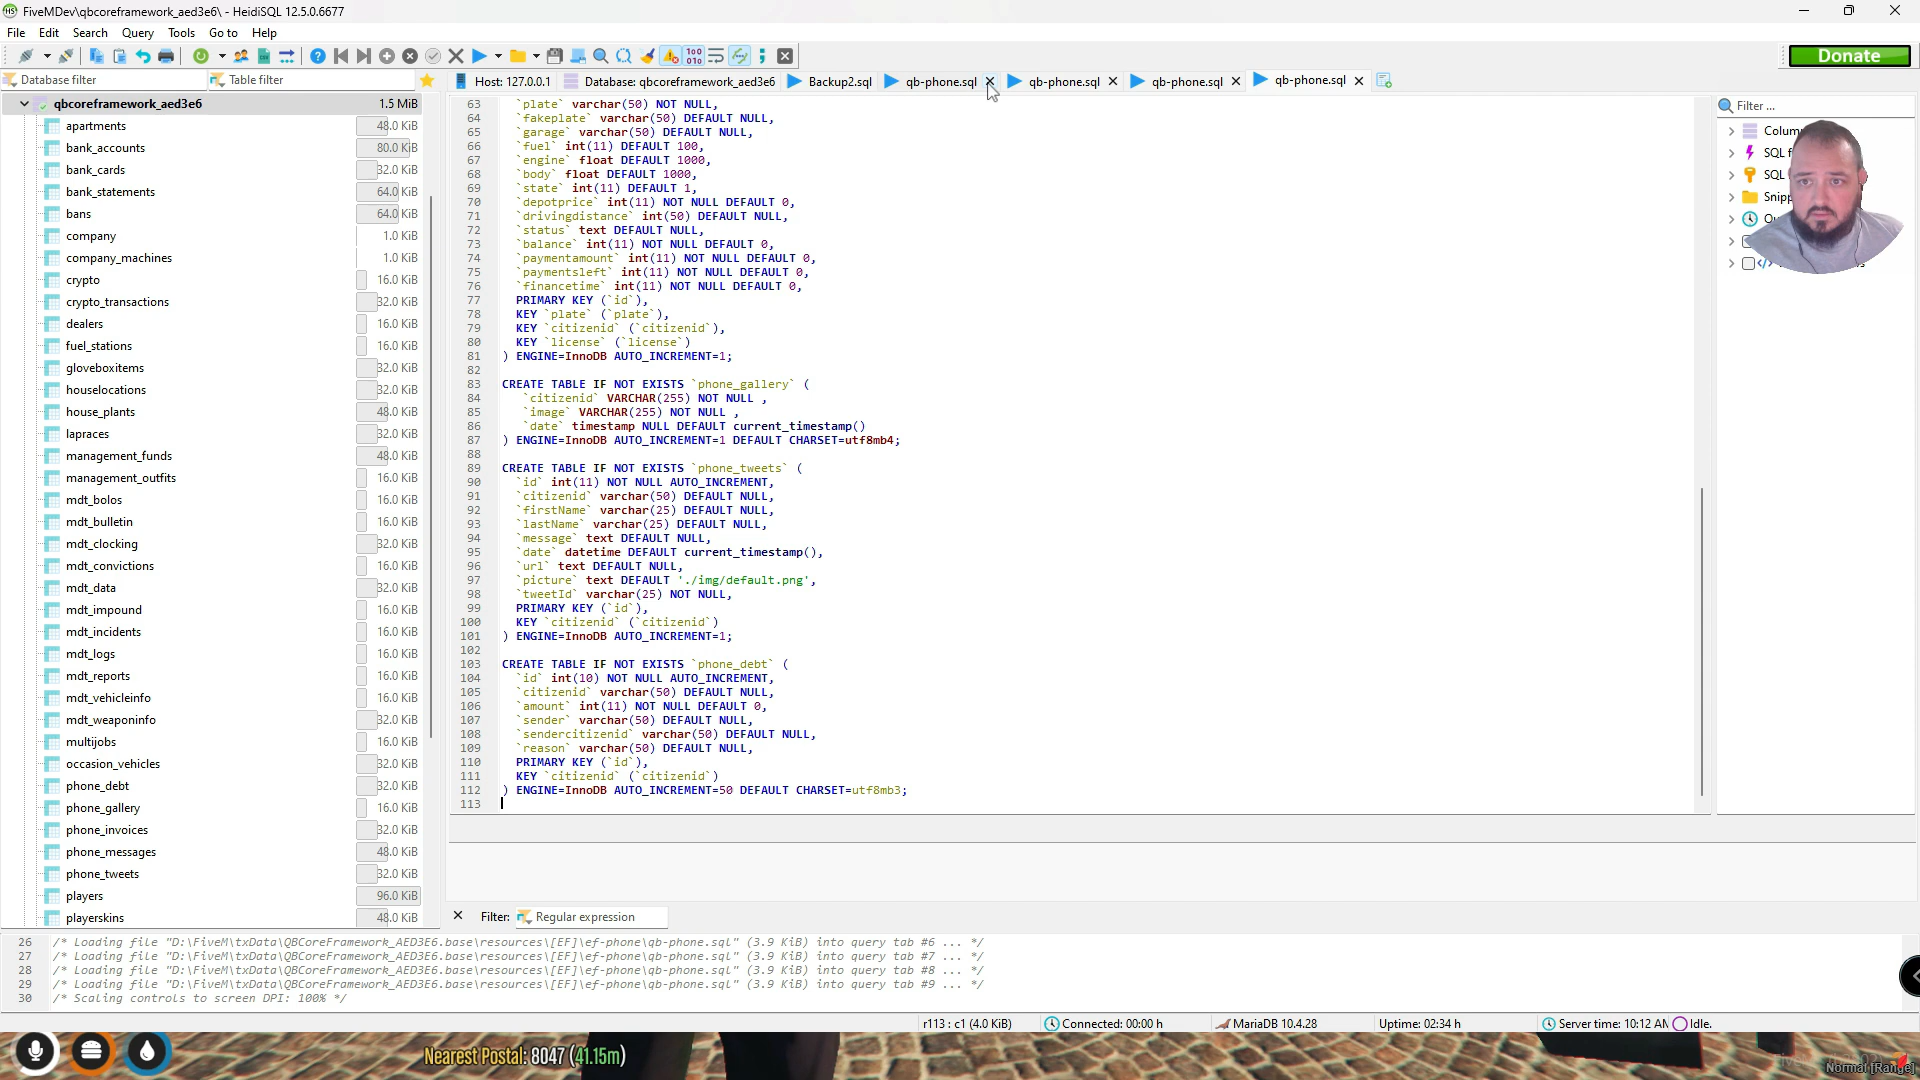 FiveMDev\qbcoreframework_aed3e6\ - HeidiSQL 12.5.0.6677
File Edit Search Query Tools Go to Help
Donate
Database filter Table filter
Host: 127.0.0.1 Database: qbcoreframework_aed3e6 Backup2.sql qb-phone.sql qb-phone.sql qb-phone.sql qb-phone.sql
qbcoreframework_aed3e6 1.5 MiB
apartments 48.0 KiB
bank_accounts 80.0 KiB
bank_cards 32.0 KiB
bank_statements 64.0 KiB
bans 64.0 KiB
company 1.0 KiB
company_machines 1.0 KiB
crypto 16.0 KiB
crypto_transactions 32.0 KiB
dealers 16.0 KiB
fuel_stations 16.0 KiB
gloveboxitems 32.0 KiB
houselocations 32.0 KiB
house_plants 48.0 KiB
lapraces 32.0 KiB
management_funds 48.0 KiB
management_outfits 16.0 KiB
mdt_bolos 16.0 KiB
mdt_bulletin 16.0 KiB
mdt_clocking 32.0 KiB
mdt_convictions 16.0 KiB
mdt_data 32.0 KiB
mdt_impound 16.0 KiB
mdt_incidents 16.0 KiB
mdt_logs 16.0 KiB
mdt_reports 16.0 KiB
mdt_vehicleinfo 16.0 KiB
mdt_weaponinfo 32.0 KiB
multijobs 16.0 KiB
occasion_vehicles 32.0 KiB
phone_debt 32.0 KiB
phone_gallery 16.0 KiB
phone_invoices 32.0 KiB
phone_messages 48.0 KiB
phone_tweets 32.0 KiB
players 96.0 KiB
playerskins 48.0 KiB
63 `plate` varchar(50) NOT NULL,
64 `fakeplate` varchar(50) DEFAULT NULL,
65 `garage` varchar(50) DEFAULT NULL,
66 `fuel` int(11) DEFAULT 100,
67 `engine` float DEFAULT 1000,
68 `body` float DEFAULT 1000,
69 `state` int(11) DEFAULT 1,
70 `depotprice` int(11) NOT NULL DEFAULT 0,
71 `drivingdistance` int(50) DEFAULT NULL,
72 `status` text DEFAULT NULL,
73 `balance` int(11) NOT NULL DEFAULT 0,
74 `paymentamount` int(11) NOT NULL DEFAULT 0,
75 `paymentsleft` int(11) NOT NULL DEFAULT 0,
76 `financetime` int(11) NOT NULL DEFAULT 0,
77 PRIMARY KEY (`id`),
78 KEY `plate` (`plate`),
79 KEY `citizenid` (`citizenid`),
80 KEY `license` (`license`)
81 ) ENGINE=InnoDB AUTO_INCREMENT=1;
82
83 CREATE TABLE IF NOT EXISTS `phone_gallery` (
84 `citizenid` VARCHAR(255) NOT NULL ,
85 `image` VARCHAR(255) NOT NULL ,
86 `date` timestamp NULL DEFAULT current_timestamp()
87 ) ENGINE=InnoDB AUTO_INCREMENT=1 DEFAULT CHARSET=utf8mb4;
88
89 CREATE TABLE IF NOT EXISTS `phone_tweets` (
90 `id` int(11) NOT NULL AUTO_INCREMENT,
91 `citizenid` varchar(50) DEFAULT NULL,
92 `firstName` varchar(25) DEFAULT NULL,
93 `lastName` varchar(25) DEFAULT NULL,
94 `message` text DEFAULT NULL,
95 `date` datetime DEFAULT current_timestamp(),
96 `url` text DEFAULT NULL,
97 `picture` text DEFAULT './img/default.png',
98 `tweetId` varchar(25) NOT NULL,
99 PRIMARY KEY (`id`),
100 KEY `citizenid` (`citizenid`)
101 ) ENGINE=InnoDB AUTO_INCREMENT=1;
102
103 CREATE TABLE IF NOT EXISTS `phone_debt` (
104 `id` int(10) NOT NULL AUTO_INCREMENT,
105 `citizenid` varchar(50) DEFAULT NULL,
106 `amount` int(11) NOT NULL DEFAULT 0,
107 `sender` varchar(50) DEFAULT NULL,
108 `sendercitizenid` varchar(50) DEFAULT NULL,
109 `reason` varchar(50) DEFAULT NULL,
110 PRIMARY KEY (`id`),
111 KEY `citizenid` (`citizenid`)
112 ) ENGINE=InnoDB AUTO_INCREMENT=50 DEFAULT CHARSET=utf8mb3;
113
Filter ...
SQL
SQL
Filter: Regular expression
26 /* Loading file "D:\FiveM\txData\QBCoreFramework_AED3E6.base\resources\[EF]\ef-phone\qb-phone.sql" (3.9 KiB) into query tab #6 ... */
27 /* Loading file "D:\FiveM\txData\QBCoreFramework_AED3E6.base\resources\[EF]\ef-phone\qb-phone.sql" (3.9 KiB) into query tab #7 ... */
28 /* Loading file "D:\FiveM\txData\QBCoreFramework_AED3E6.base\resources\[EF]\ef-phone\qb-phone.sql" (3.9 KiB) into query tab #8 ... */
29 /* Loading file "D:\FiveM\txData\QBCoreFramework_AED3E6.base\resources\[EF]\ef-phone\qb-phone.sql" (3.9 KiB) into query tab #9 ... */
30 /* Scaling controls to screen DPI: 100% */
r113 : c1 (4.0 KiB) Connected: 00:00 h MariaDB 10.4.28 Uptime: 02:34 h Server time: 10:12 AM Idle.
Nearest Postal: 8047 (41.15m)
Normal [Range]